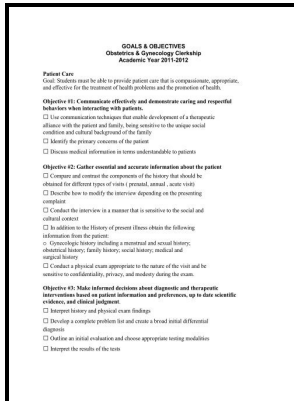 GOALS & OBJECTIVES
Obstetrics & Gynecology Clerkship
Academic Year 2011-2012
Patient Care
Goal: Students must be able to provide patient care that is compassionate, appropriate,
and effective for the treatment of health problems and the promotion of health.
Objective #1: Communicate effectively and demonstrate caring and respectful
behaviors when interacting with patients.
☐ Use communication techniques that enable development of a therapeutic
alliance with the patient and family, being sensitive to the unique social
condition and cultural background of the family
☐ Identify the primary concerns of the patient
☐ Discuss medical information in terms understandable to patients
Objective #2: Gather essential and accurate information about the patient
☐ Compare and contrast the components of the history that should be
obtained for different types of visits ( prenatal, annual , acute visit)
☐ Describe how to modify the interview depending on the presenting
complaint
☐ Conduct the interview in a manner that is sensitive to the social and
cultural context
☐ In addition to the History of present illness obtain the following
information from the patient:
o Gynecologic history including a menstrual and sexual history;
obstetrical history; family history; social history; medical and
surgical history
☐ Conduct a physical exam appropriate to the nature of the visit and be
sensitive to confidentiality, privacy, and modesty during the exam.
Objective #3: Make informed decisions about diagnostic and therapeutic
interventions based on patient information and preferences, up to date scientific
evidence, and clinical judgment.
☐ Interpret history and physical exam findings
☐ Develop a complete problem list and create a broad initial differential
diagnosis
☐ Outline an initial evaluation and choose appropriate testing modalities
☐ Interpret the results of the tests